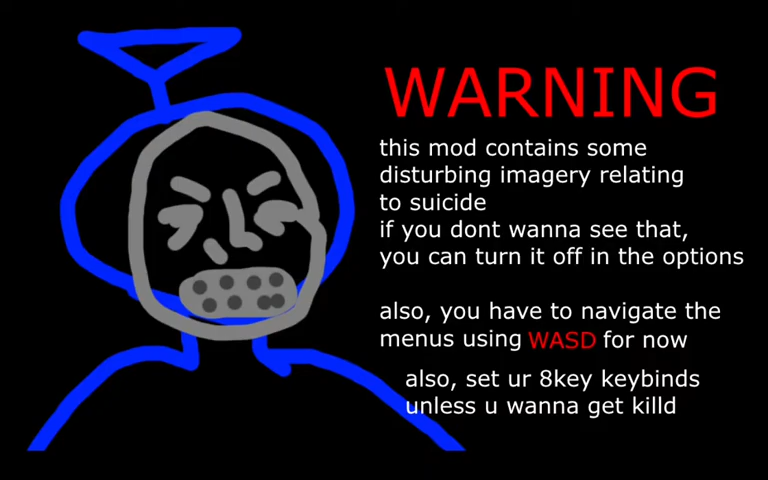 WARNING
this mod contains some
disturbing imagery relating
to suicide
if you dont wanna see that,
you can turn it off in the options
also, you have to navigate the
menus using WASD for now
also, set ur 8key keybinds
unless u wanna get killd